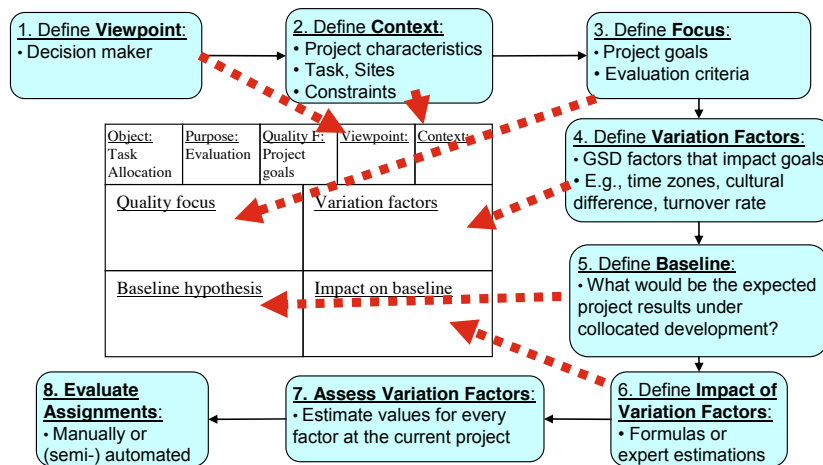 1. Define Viewpoint:
• Decision maker
2. Define Context:
• Project characteristics
• Task, Sites
• Constraints
3. Define Focus:
• Project goals
• Evaluation criteria
Object:
Task
Allocation
Purpose:
Evaluation
Quality F:
Project
goals
Viewpoint:
Context:
Quality focus
Variation factors
Baseline hypothesis
Impact on baseline
4. Define Variation Factors:
• GSD factors that impact goals
• E.g., time zones, cultural
difference, turnover rate
5. Define Baseline:
• What would be the expected
project results under
collocated development?
6. Define Impact of
Variation Factors:
• Formulas or
expert estimations
7. Assess Variation Factors:
• Estimate values for every
factor at the current project
8. Evaluate
Assignments:
• Manually or
(semi-) automated